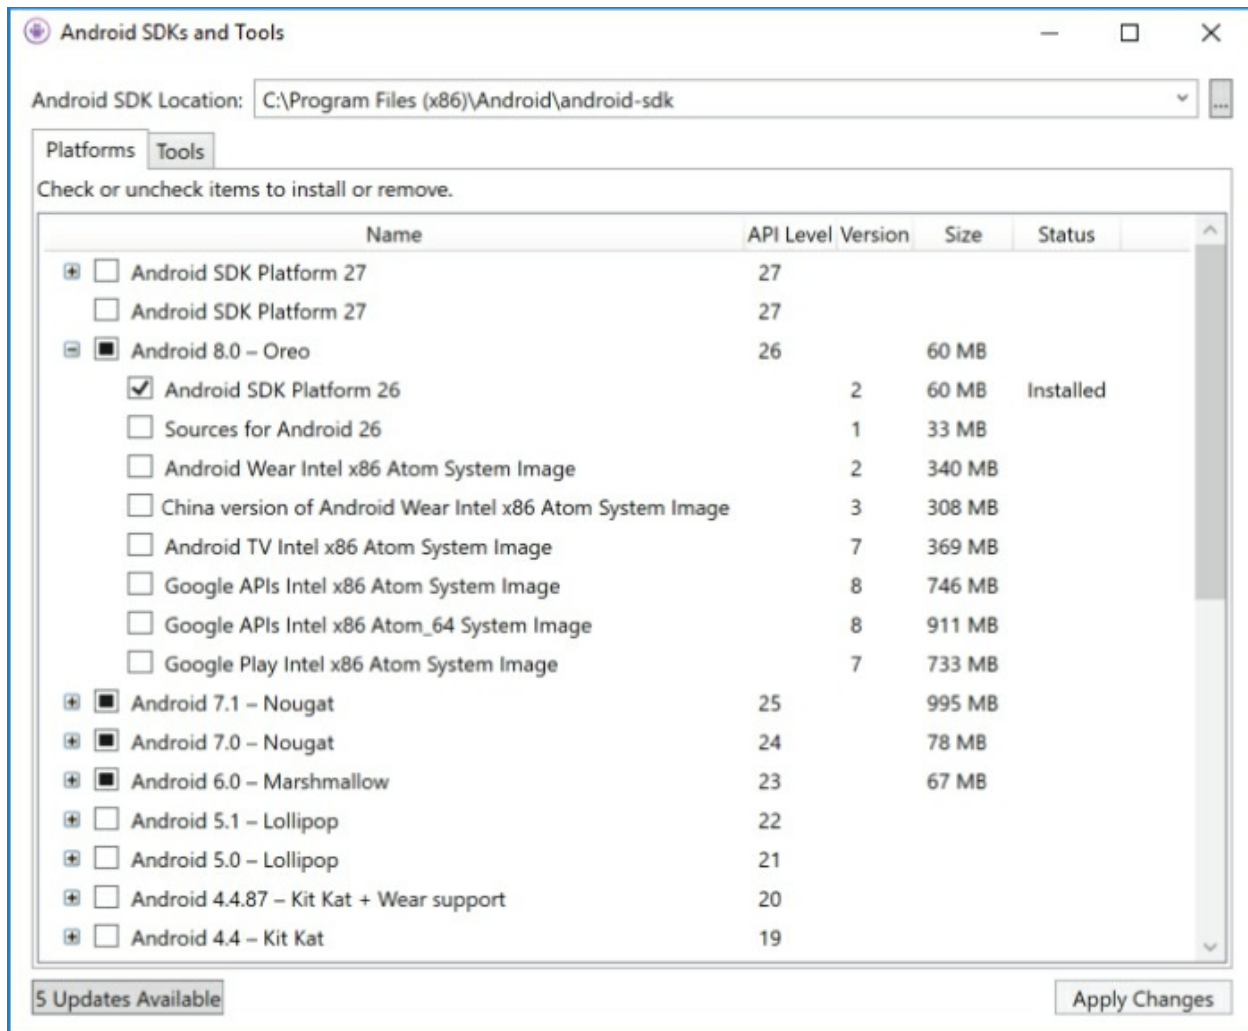 Android SDKs and Tools
Android SDK Location: C:\Program Files (x86)\Android\android-sdk ...
Platforms Tools
Check or uncheck items to install or remove.
Name API Level Version Size Status
Android SDK Platform 27 27
Android SDK Platform 27 27
Android 8.0 – Oreo 26 60 MB
Android SDK Platform 26 2 60 MB Installed
Sources for Android 26 1 33 MB
Android Wear Intel x86 Atom System Image 2 340 MB
China version of Android Wear Intel x86 Atom System Image 3 308 MB
Android TV Intel x86 Atom System Image 7 369 MB
Google APIs Intel x86 Atom System Image 8 746 MB
Google APIs Intel x86 Atom_64 System Image 8 911 MB
Google Play Intel x86 Atom System Image 7 733 MB
Android 7.1 – Nougat 25 995 MB
Android 7.0 – Nougat 24 78 MB
Android 6.0 – Marshmallow 23 67 MB
Android 5.1 – Lollipop 22
Android 5.0 – Lollipop 21
Android 4.4.87 – Kit Kat + Wear support 20
Android 4.4 – Kit Kat 19
5 Updates Available Apply Changes